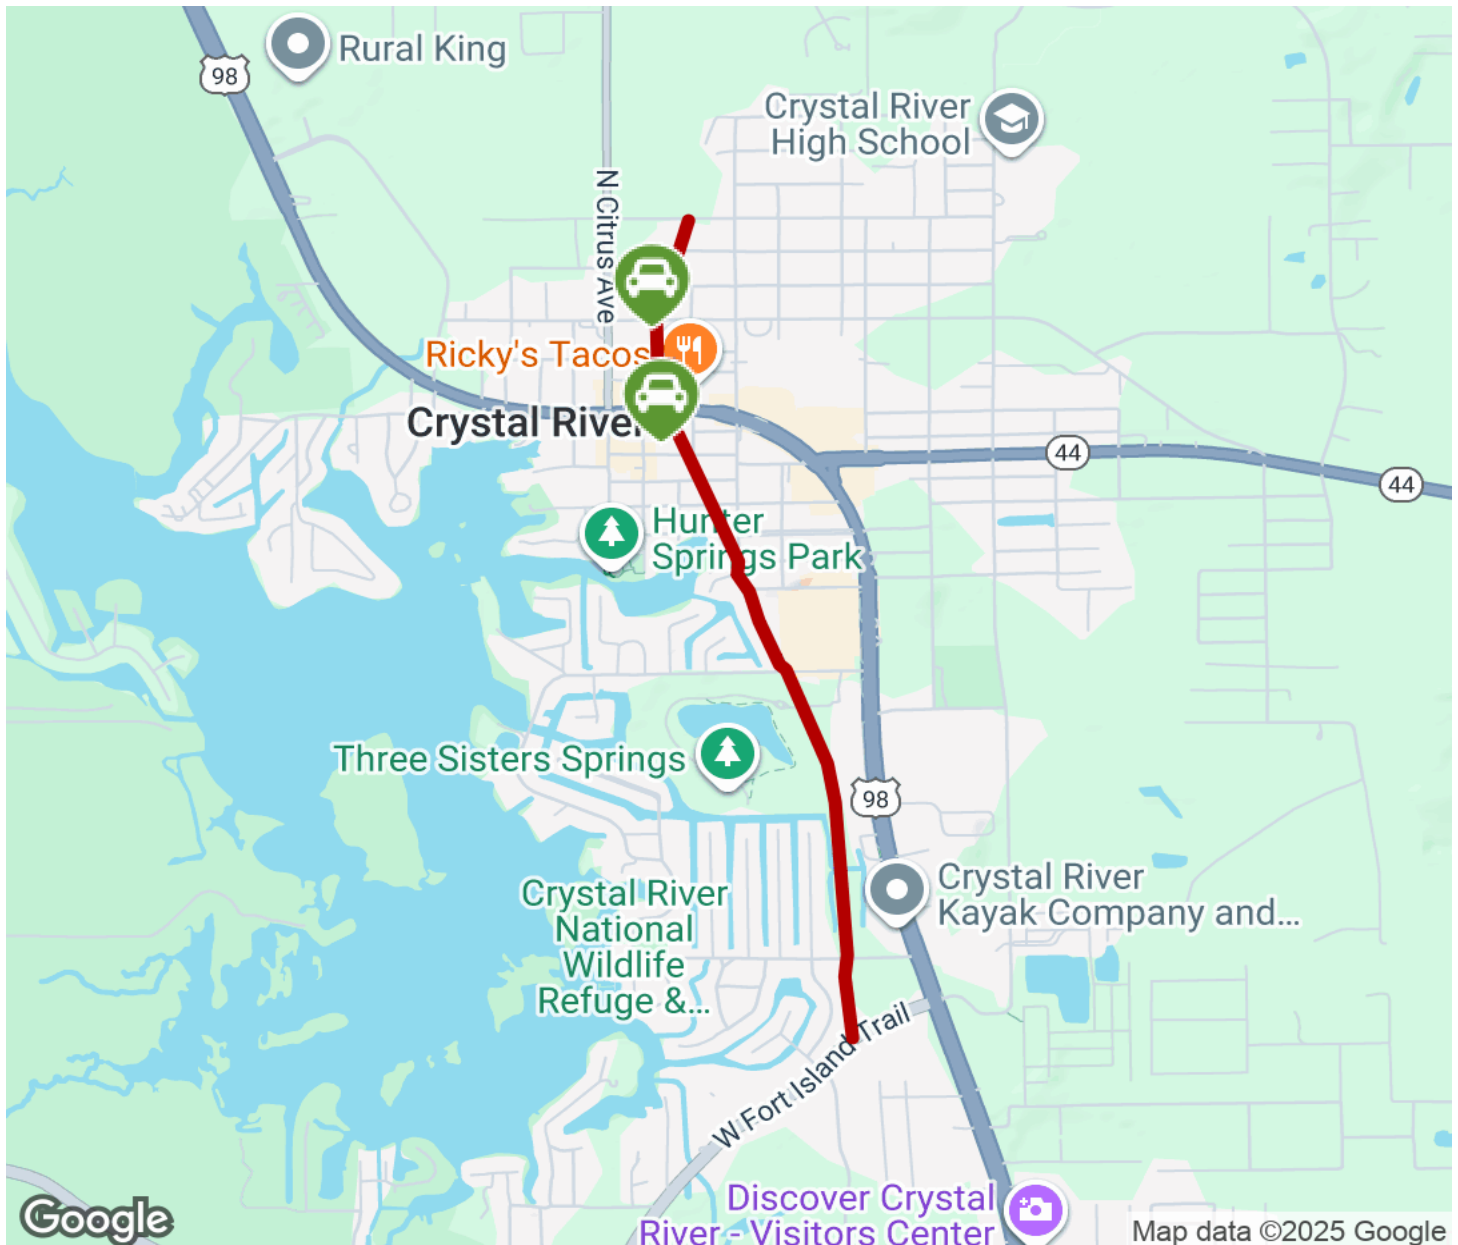 Rural King
98
Crystal River
High School
N Citrus Ave
Ricky's Tacos
Crystal River
44
44
Hunter
Springs Park
Three Sisters Springs
98
Crystal River
Kayak Company and...
Crystal River
National
Wildlife
Refuge &...
W Fort Island Trail
Discover Crystal
River - Visitors Center
Google
Map data ©2025 Google